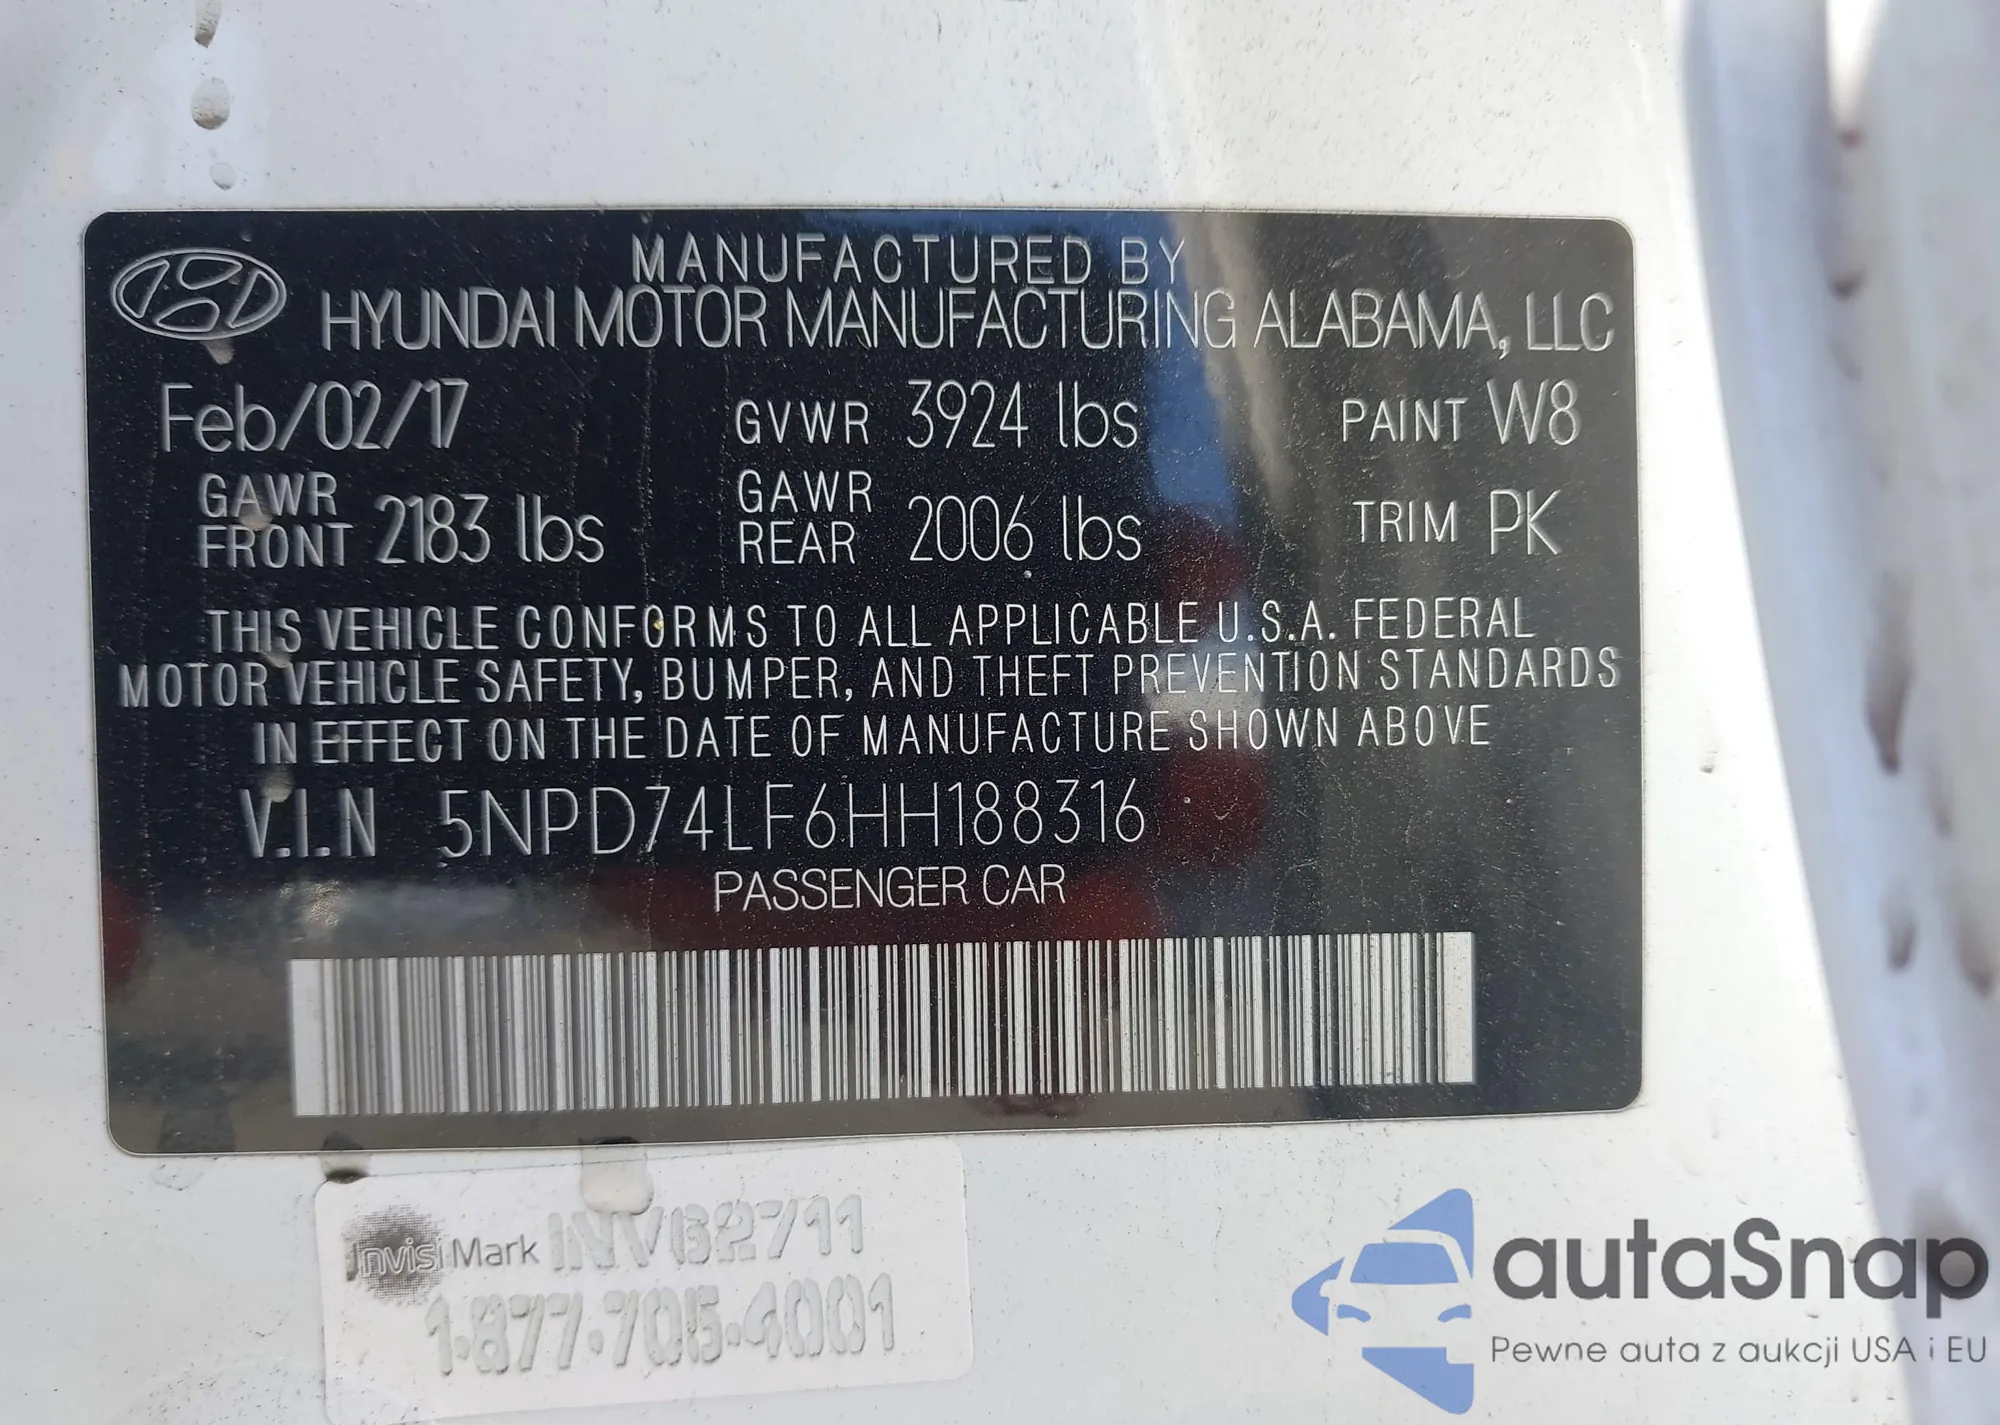 MANUFACTURED BY
HYUNDAI MOTOR MANUFACTURING ALABAMA, LLC
Feb/02/17 GVWR 3924 lbs PAINT W8
GAWR FRONT 2183 lbs GAWR REAR 2006 lbs TRIM PK
THIS VEHICLE CONFORMS TO ALL APPLICABLE U.S.A. FEDERAL
MOTOR VEHICLE SAFETY, BUMPER, AND THEFT PREVENTION STANDARDS
IN EFFECT ON THE DATE OF MANUFACTURE SHOWN ABOVE
V.I.N 5NPD74LF6HH188316
PASSENGER CAR
InvisiMark INV62711
1-877-705-4001
autaSnap
Pewne auta z aukcji USA i EU